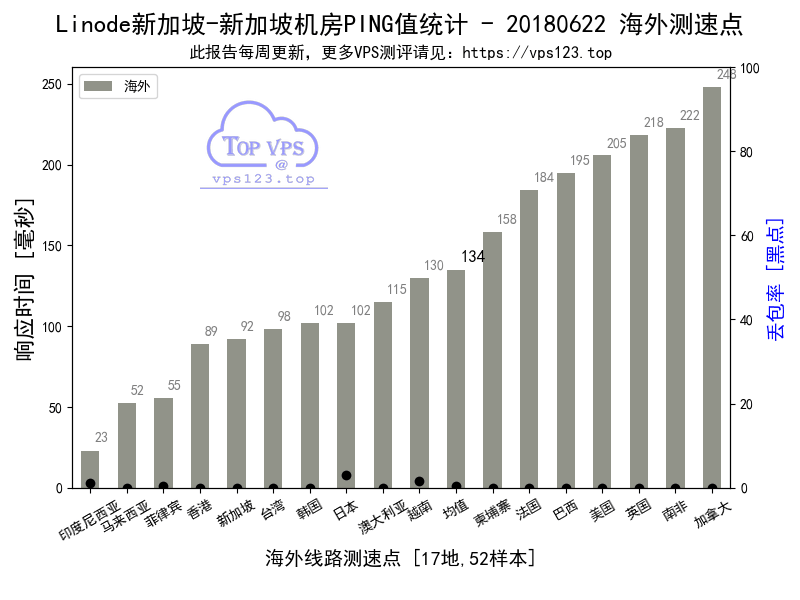 Linode新加坡-新加坡机房PING值统计 - 20180622 海外测速点
此报告每周更新, 更多VPS测评请见: https://vps123.top
海外
TOP VPS
@
vps123.top
响应时间 [毫秒]
250
200
150
100
50
0
23
52
55
89
92
98
102
102
115
130
134
158
184
195
205
218
222
248
100
80
60
40
20
0
丢包率 [黑点]
印度尼西亚
马来西亚
菲律宾
香港
新加坡
台湾
韩国
日本
澳大利亚
越南
均值
柬埔寨
法国
巴西
美国
英国
南非
加拿大
海外线路测速点 [17地,52样本]